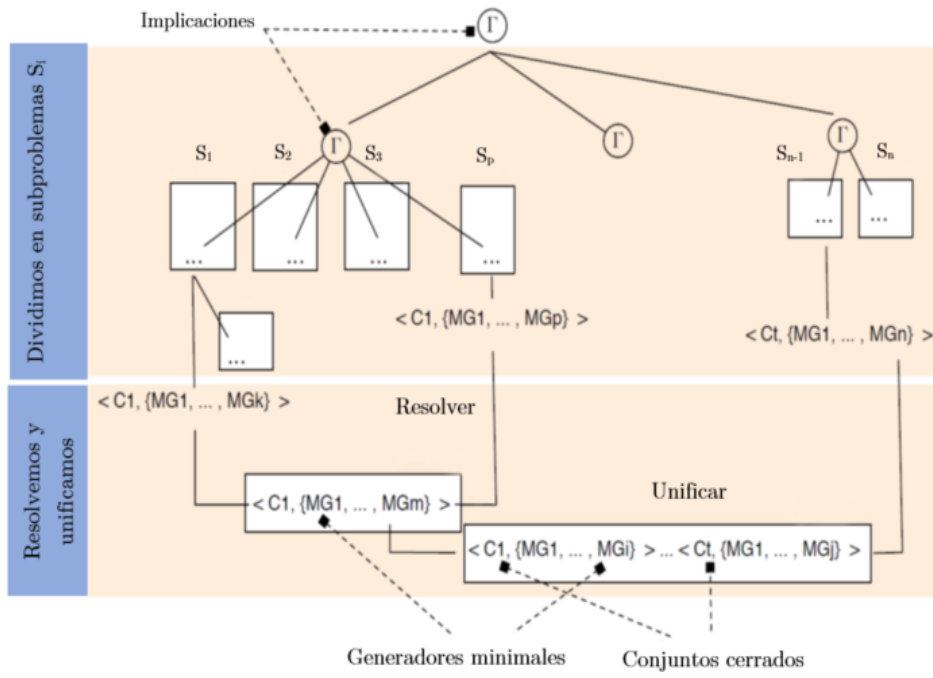 Implicaciones
Γ
Dividimos en subproblemas Sᵢ
Γ
Γ
Γ
S₁
S₂
S₃
Sₚ
Sₙ₋₁
Sₙ
...
...
...
...
...
...
...
< C1, {MG1, ... , MGp} >
< Ct, {MG1, ... , MGn} >
Resolvemos y
unificamos
< C1, {MG1, ... , MGk} >
Resolver
Unificar
< C1, {MG1, ... , MGm} >
< C1, {MG1, ... , MGi} > ... < Ct, {MG1, ... , MGj} >
Generadores minimales
Conjuntos cerrados